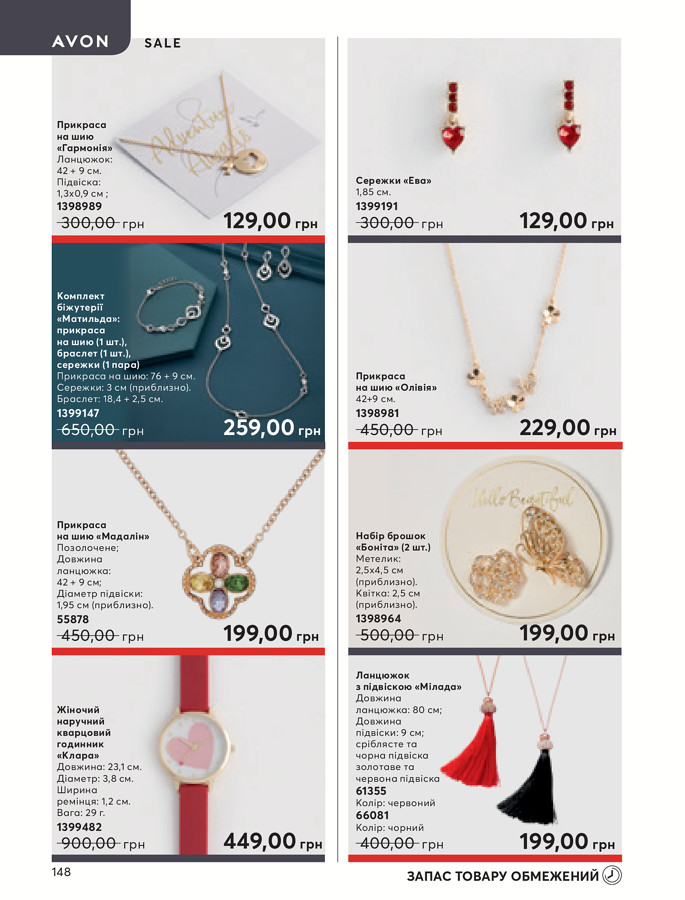 AVON
SALE
Прикраса
на шию
«Гармонія»
Ланцюжок:
42 + 9 см.
Підвіска:
1,3x0,9 см ;
1398989
300,00 грн
129,00 грн
Adventure
Always
Сережки «Ева»
1,85 см.
1399191
300,00 грн
129,00 грн
Комплект
біжутерії
«Матильда»:
прикраса
на шию (1 шт.),
браслет (1 шт.),
сережки (1 пара)
Прикраса на шию: 76 + 9 см.
Сережки: 3 см (приблизно).
Браслет: 18,4 + 2,5 см.
1399147
650,00 грн
259,00 грн
Прикраса
на шию «Олівія»
42+9 см.
1398981
450,00 грн
229,00 грн
Прикраса
на шию «Мадалін»
Позолочене;
Довжина
ланцюжка:
42 + 9 см;
Діаметр підвіски:
1,95 см (приблизно).
55878
450,00 грн
199,00 грн
Hello Beautiful
Набір брошок
«Боніта» (2 шт.)
Метелик:
2,5x4,5 см
(приблизно).
Квітка: 2,5 см
(приблизно).
1398964
500,00 грн
199,00 грн
Жіночий
наручний
кварцовий
годинник
«Клара»
Довжина: 23,1 см.
Діаметр: 3,8 см.
Ширина
ремінця: 1,2 см.
Вага: 29 г.
1399482
900,00 грн
449,00 грн
Ланцюжок
з підвіскою «Мілада»
Довжина
ланцюжка: 80 см;
Довжина
підвіски: 9 см;
сріблясте та
чорна підвіска
золотаве та
червона підвіска
61355
Колір: червоний
66081
Колір: чорний
400,00 грн
199,00 грн
148
ЗАПАС ТОВАРУ ОБМЕЖЕНИЙ